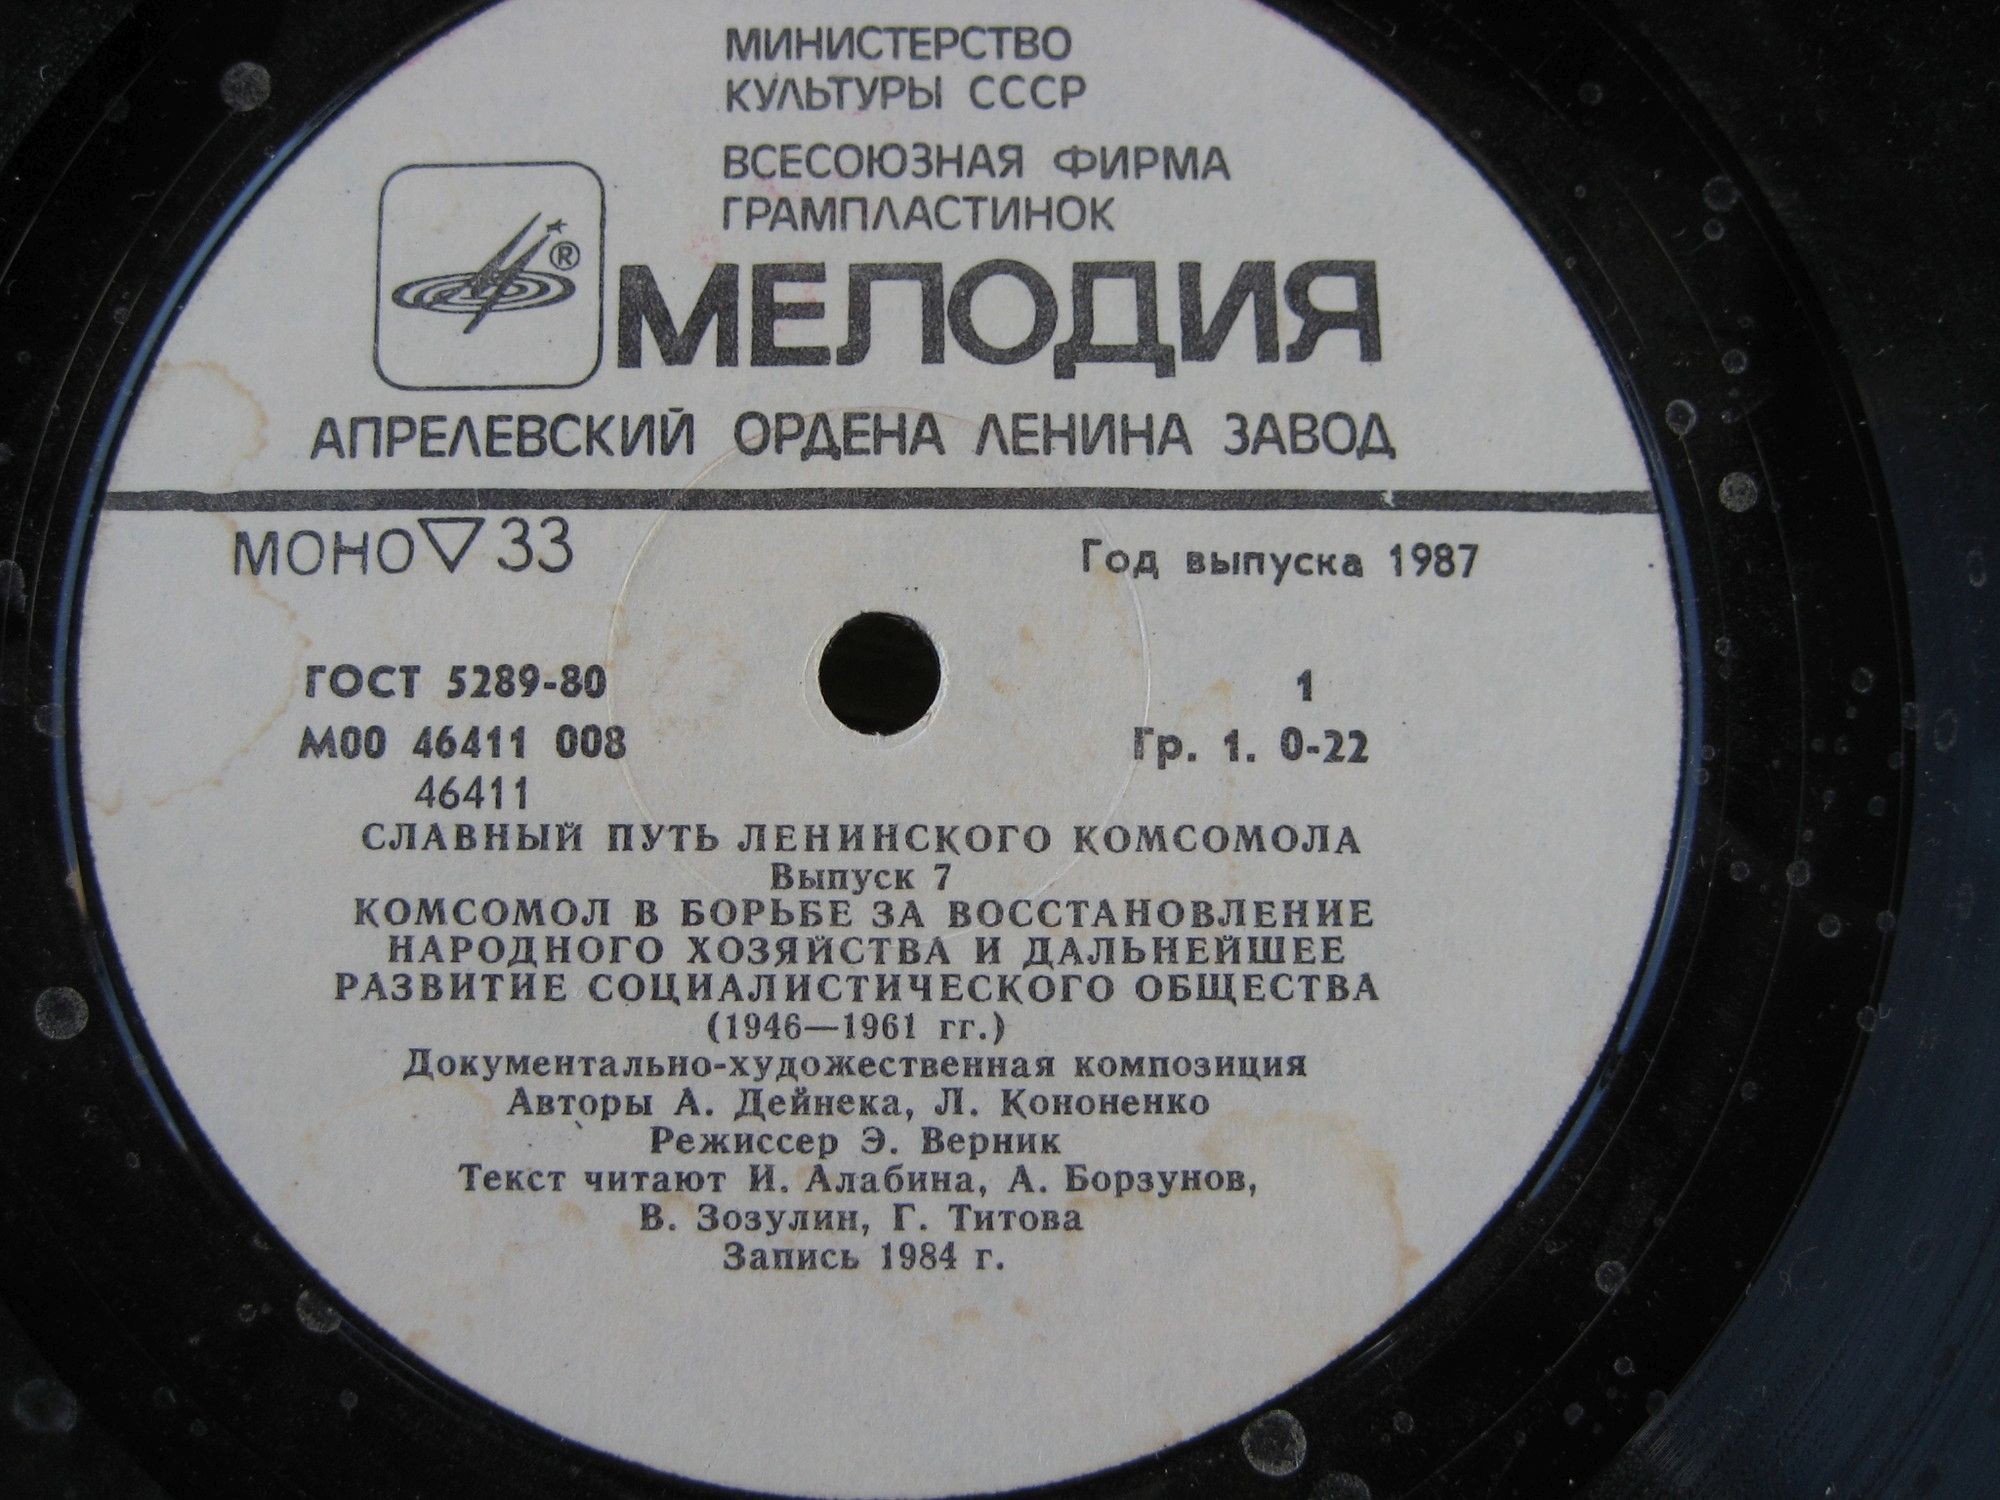 МИНИСТЕРСТВО
КУЛЬТУРЫ СССР
ВСЕСОЮЗНАЯ ФИРМА
ГРАМПЛАСТИНОК
®
МЕЛОДИЯ
АПРЕЛЕВСКИЙ ОРДЕНА ЛЕНИНА ЗАВОД
МОНО ▽ 33
Год выпуска 1987
ГОСТ 5289-80
1
М00 46411 008
Гр. 1. 0-22
46411
СЛАВНЫЙ ПУТЬ ЛЕНИНСКОГО КОМСОМОЛА
Выпуск 7
КОМСОМОЛ В БОРЬБЕ ЗА ВОССТАНОВЛЕНИЕ
НАРОДНОГО ХОЗЯЙСТВА И ДАЛЬНЕЙШЕЕ
РАЗВИТИЕ СОЦИАЛИСТИЧЕСКОГО ОБЩЕСТВА
(1946—1961 гг.)
Документально-художественная композиция
Авторы А. Дейнека, Л. Кононенко
Режиссер Э. Верник
Текст читают И. Алабина, А. Борзунов,
В. Зозулин, Г. Титова
Запись 1984 г.